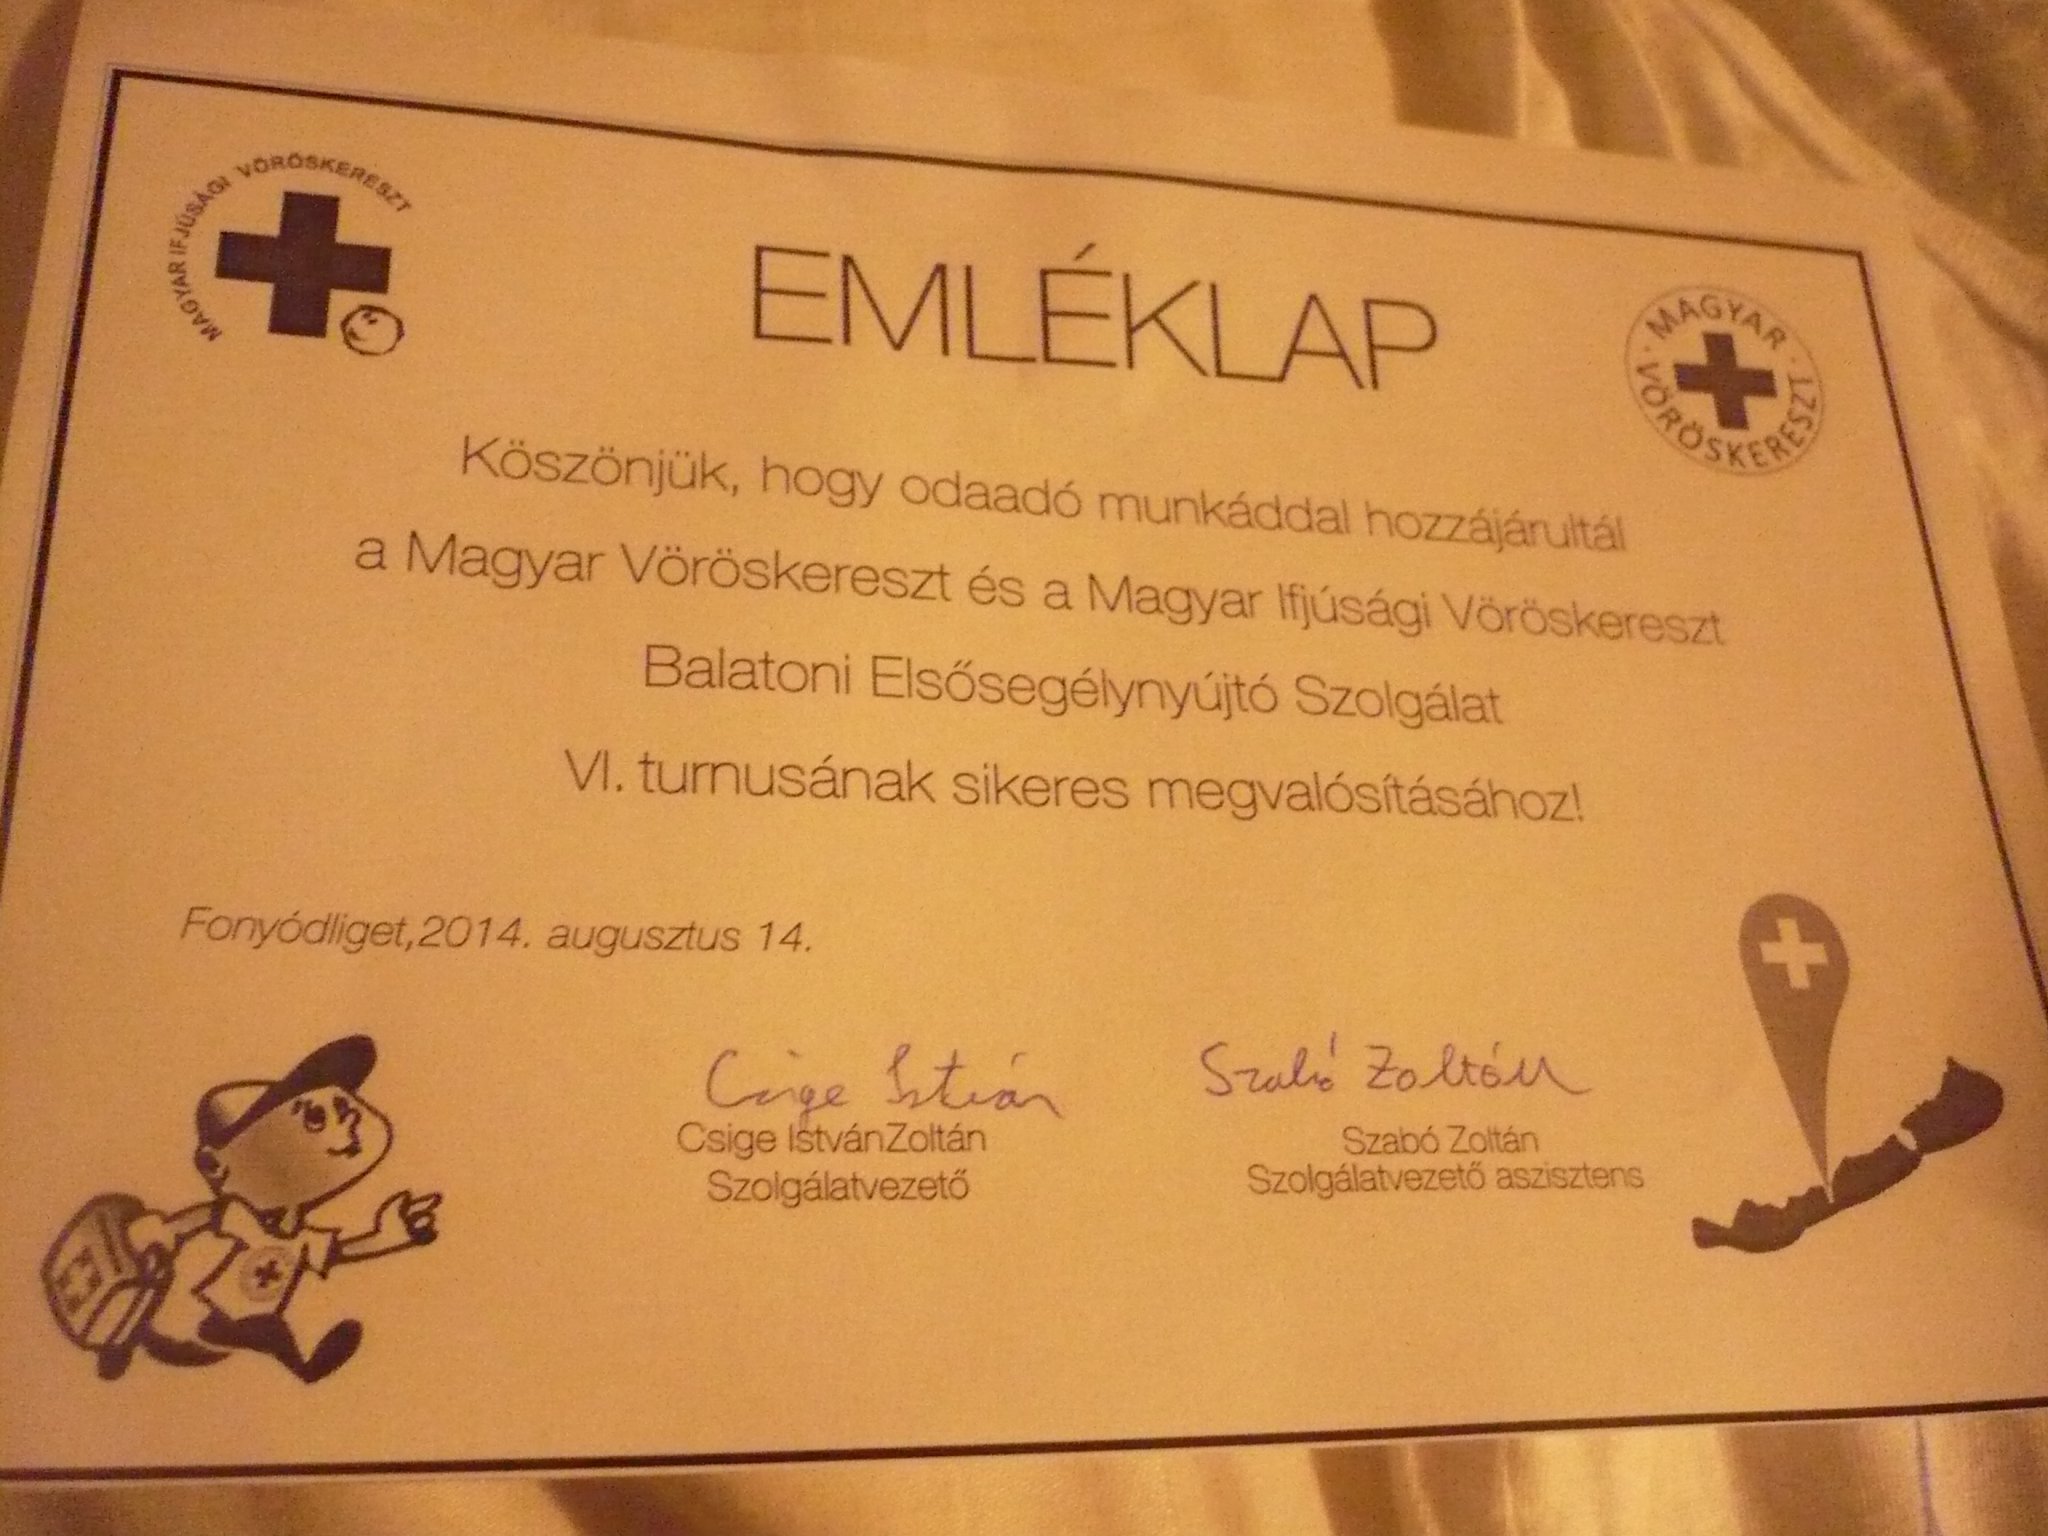 MAGYAR IFJÚSÁGI VÖRÖSKERESZT
EMLÉKLAP
· MAGYAR ·
VÖRÖSKERESZT
Köszönjük, hogy odaadó munkáddal hozzájárultál
a Magyar Vöröskereszt és a Magyar Ifjúsági Vöröskereszt
Balatoni Elsősegélynyújtó Szolgálat
VI. turnusának sikeres megvalósításához!
Fonyódliget,2014. augusztus 14.
Csige István
Szabó Zoltán
Csige IstvánZoltán
Szabó Zoltán
Szolgálatvezető
Szolgálatvezető aszisztens